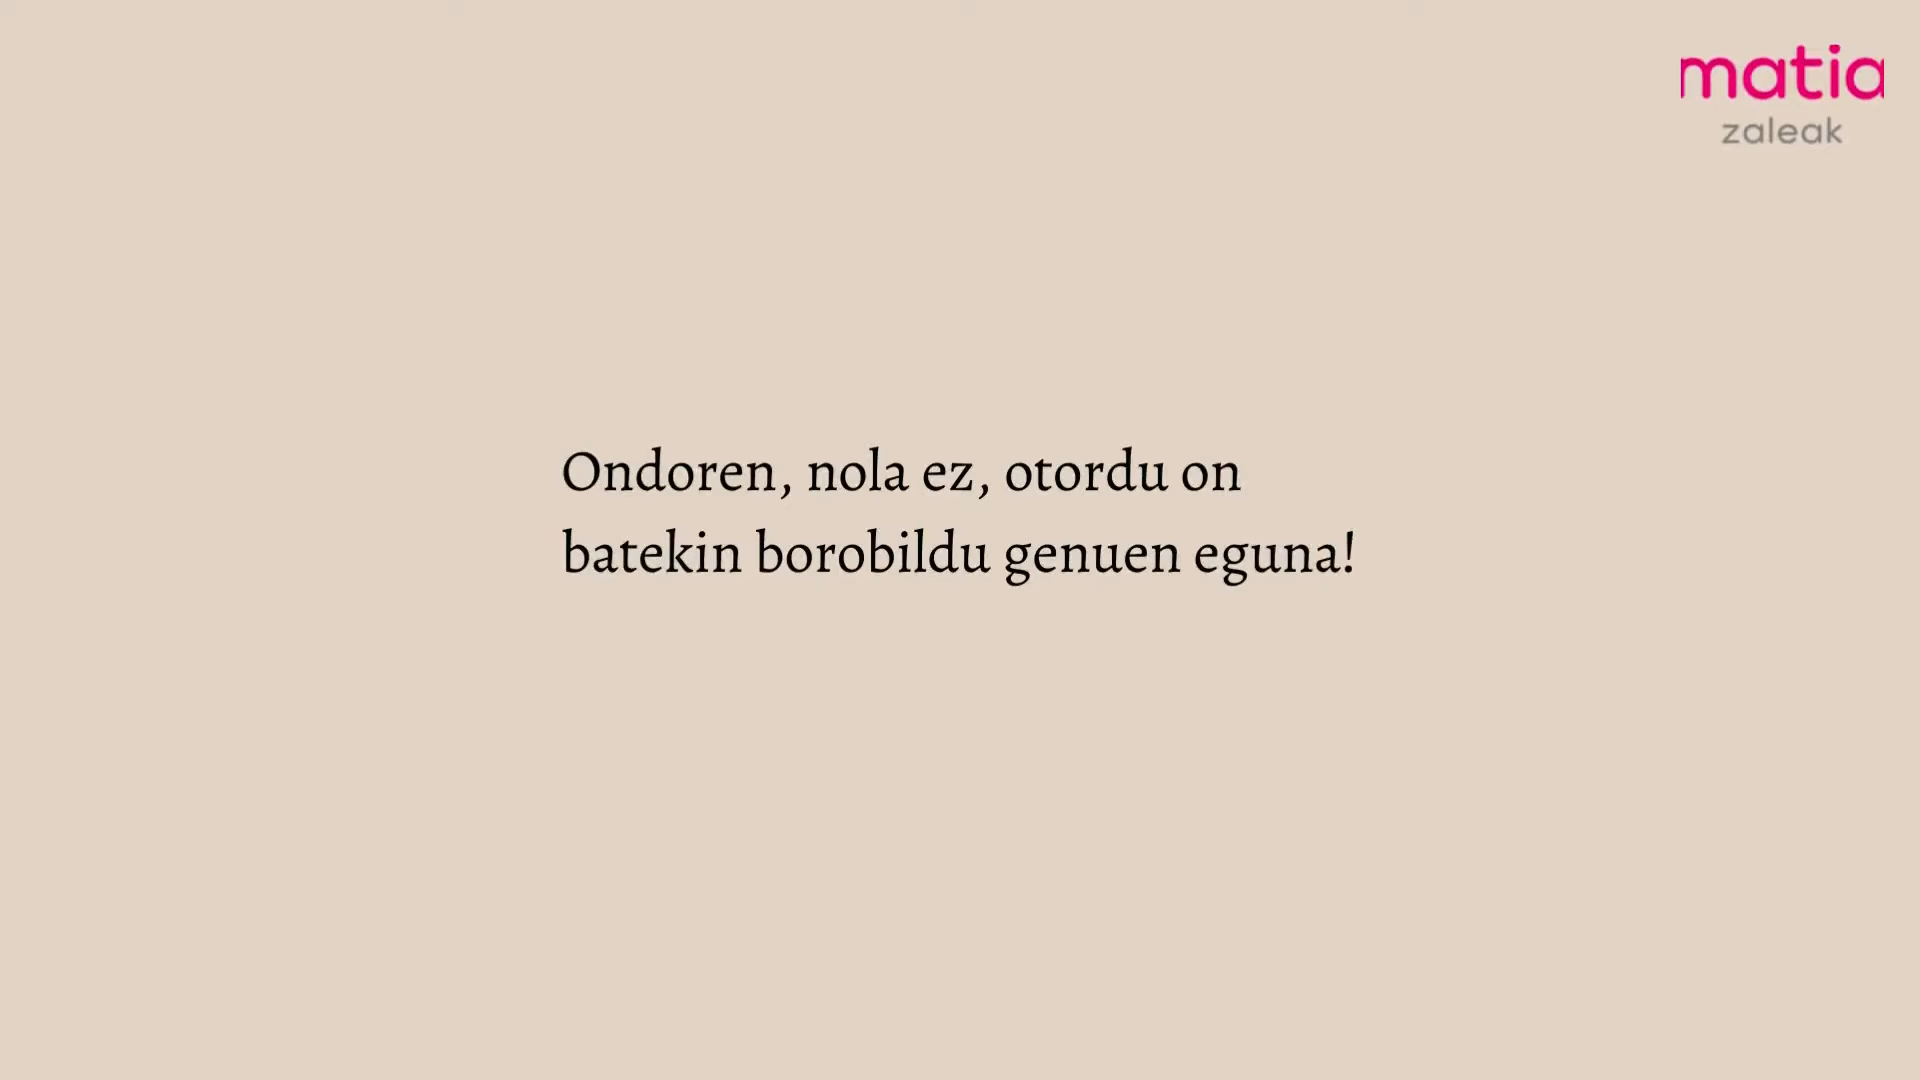 matia
zaleak
Ondoren, nola ez, otordu on
batekin borobildu genuen eguna!